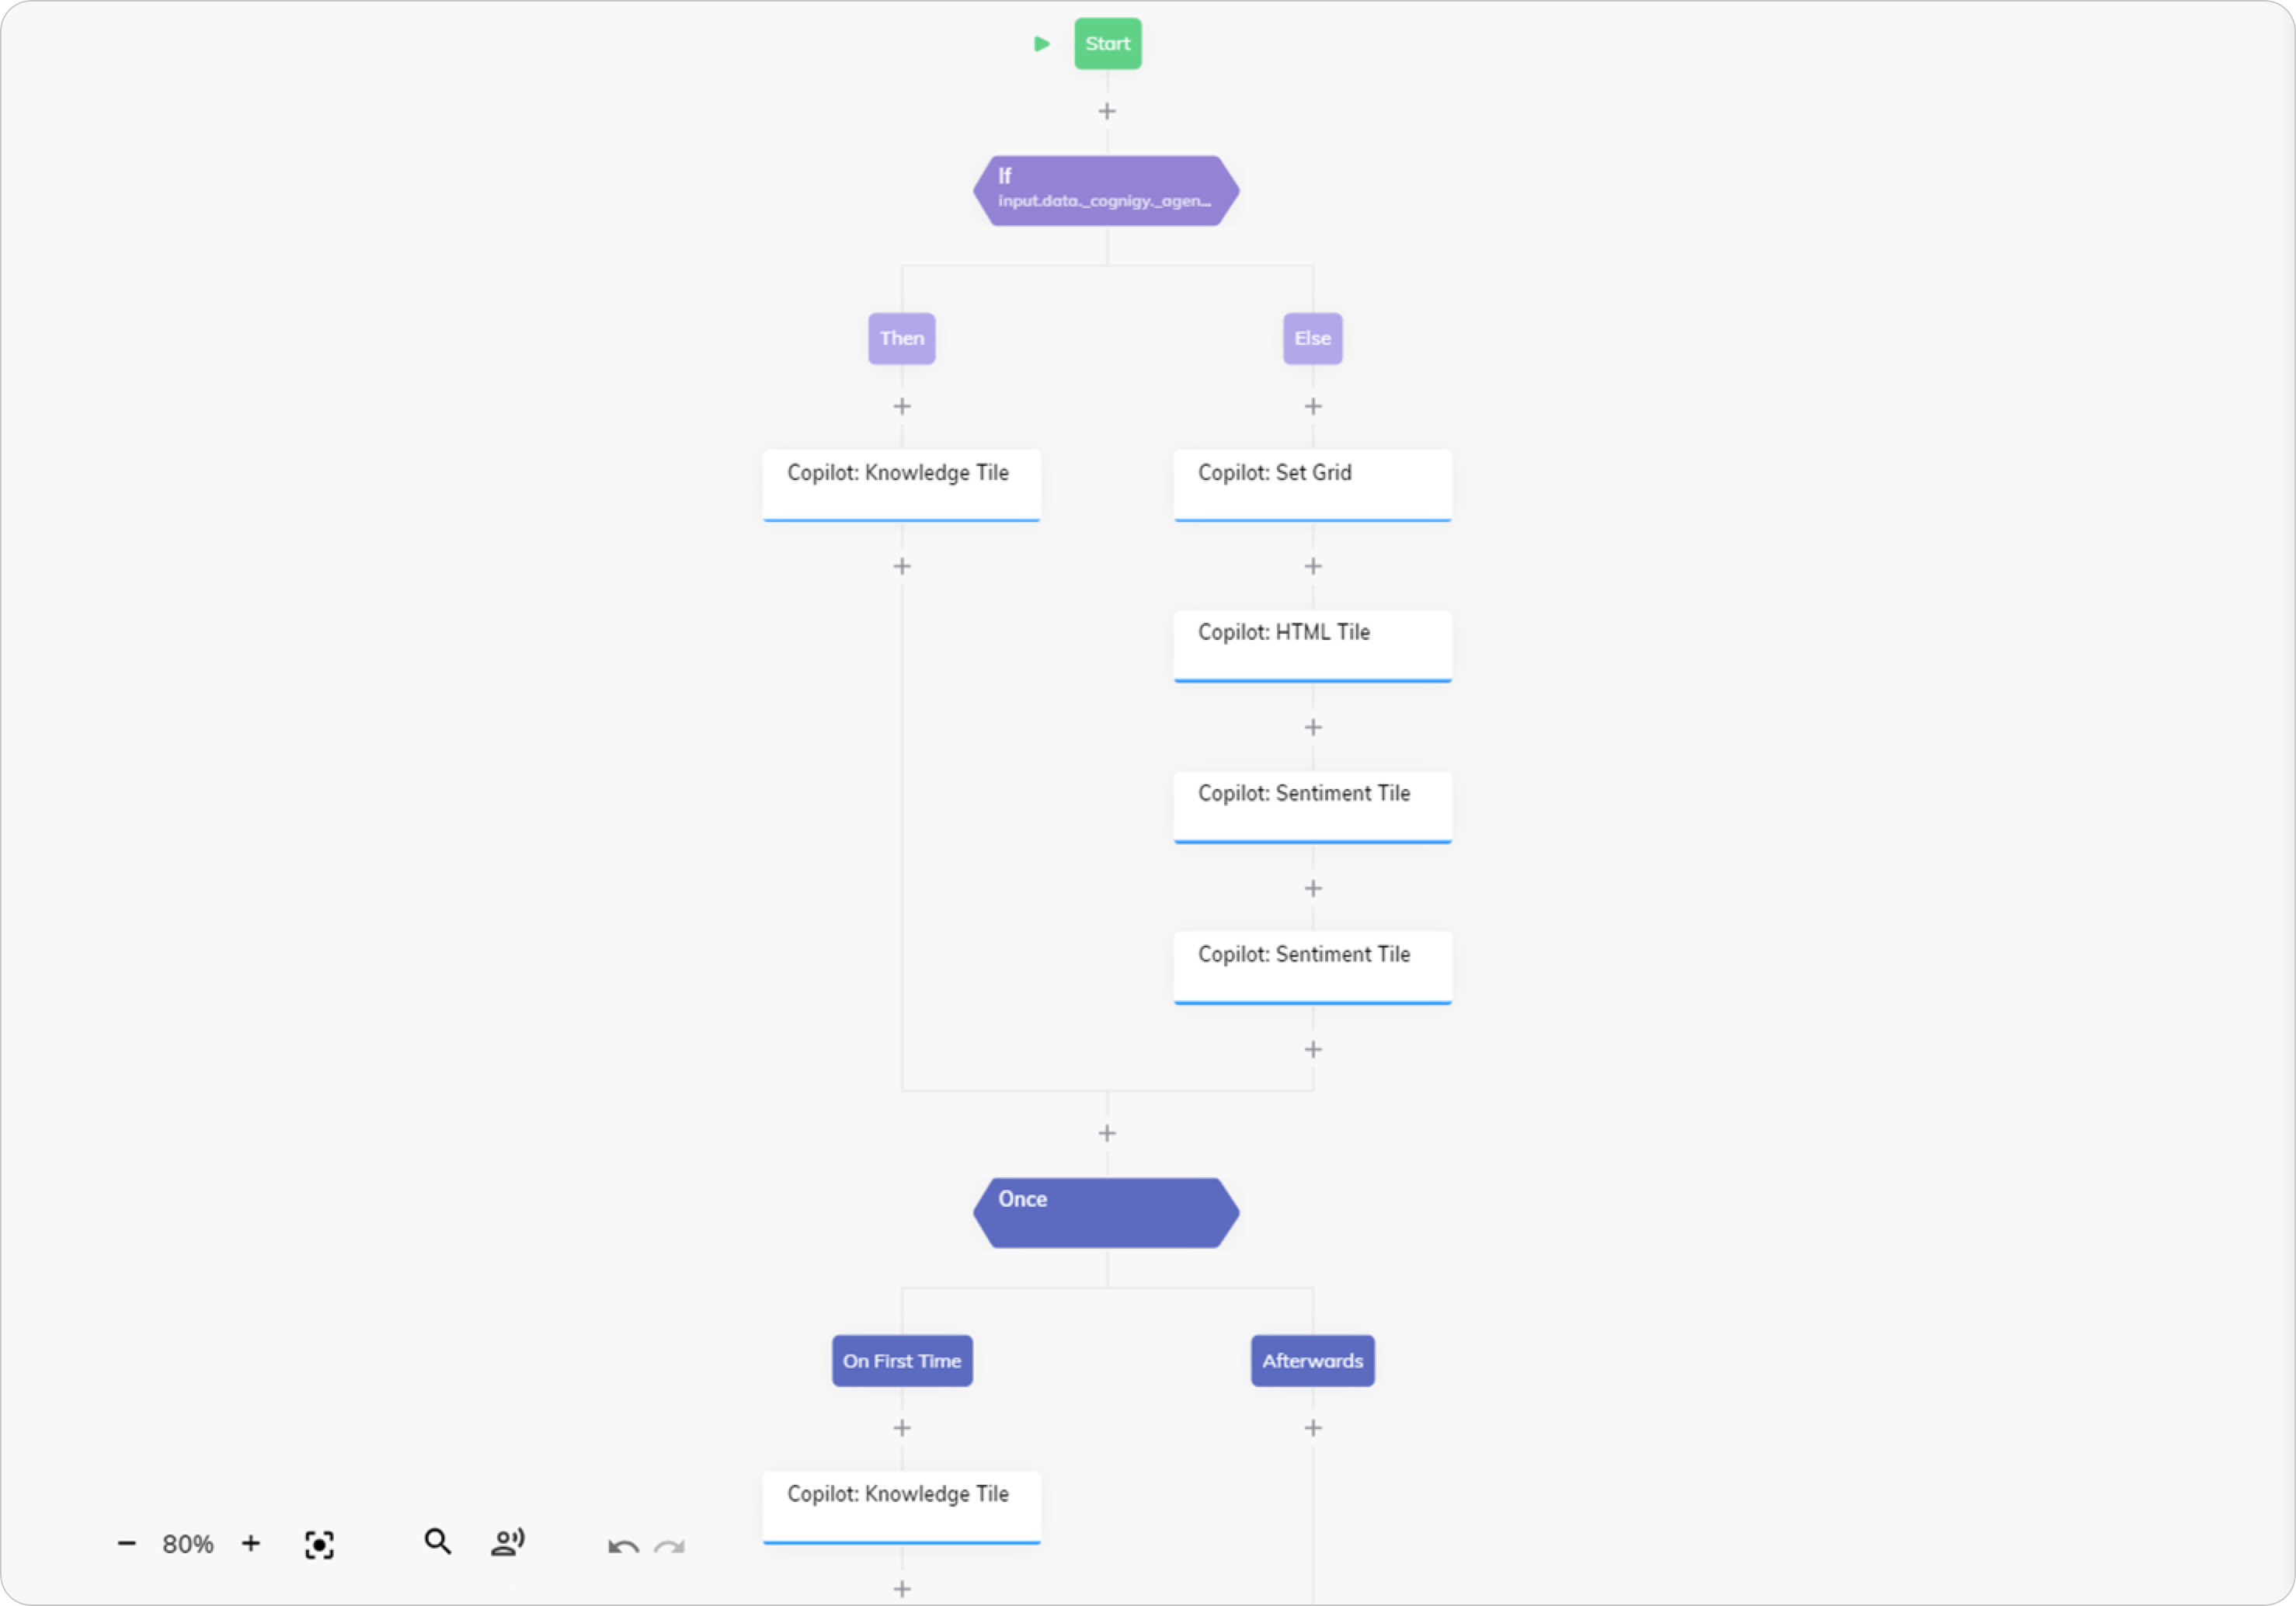 Start
If
input.data._cognigy._agen...
Then
Else
Copilot: Knowledge Tile
Copilot: Set Grid
Copilot: HTML Tile
Copilot: Sentiment Tile
Copilot: Sentiment Tile
Once
On First Time
Afterwards
Copilot: Knowledge Tile
80%